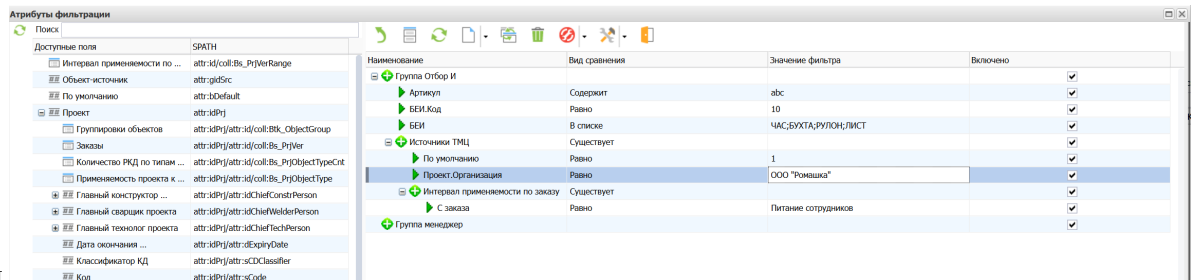 Атрибуты фильтрации
Поиск
Доступные поля SPATH
Интервал применяемости по ... attr:id/coll:Bs_PrjVerRange
Объект-источник attr:gidSrc
По умолчанию attr:bDefault
Проект attr:idPrj
Группировки объектов attr:idPrj/attr:id/coll:Btk_ObjectGroup
Заказы attr:idPrj/attr:id/coll:Bs_PrjVer
Количество РКД по типам ... attr:idPrj/attr:id/coll:Bs_PrjObjectTypeCnt
Применяемость проекта к ... attr:idPrj/attr:id/coll:Bs_PrjObjectType
Главный конструктор ... attr:idPrj/attr:idChiefConstrPerson
Главный сварщик проекта attr:idPrj/attr:idChiefWelderPerson
Главный технолог проекта attr:idPrj/attr:idChiefTechPerson
Дата окончания ... attr:idPrj/attr:dExpiryDate
Классификатор КД attr:idPrj/attr:sCDClassifier
Код attr:idPrj/attr:sCode
Наименование Вид сравнения Значение фильтра Включено
Группа Отбор И
Артикул Содержит abc
БЕИ.Код Равно 10
БЕИ В списке ЧАС;БУХТА;РУЛОН;ЛИСТ
Источники ТМЦ Существует
По умолчанию Равно 1
Проект.Организация Равно ООО "Ромашка"
Интервал применяемости по заказу Существует
С заказа Равно Питание сотрудников
Группа менеджер